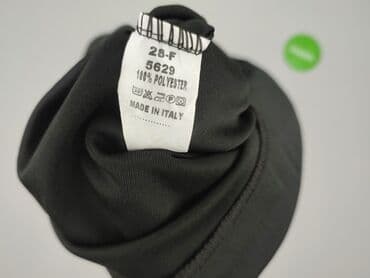 28-F
5629
100% POLYESTER
MADE IN ITALY